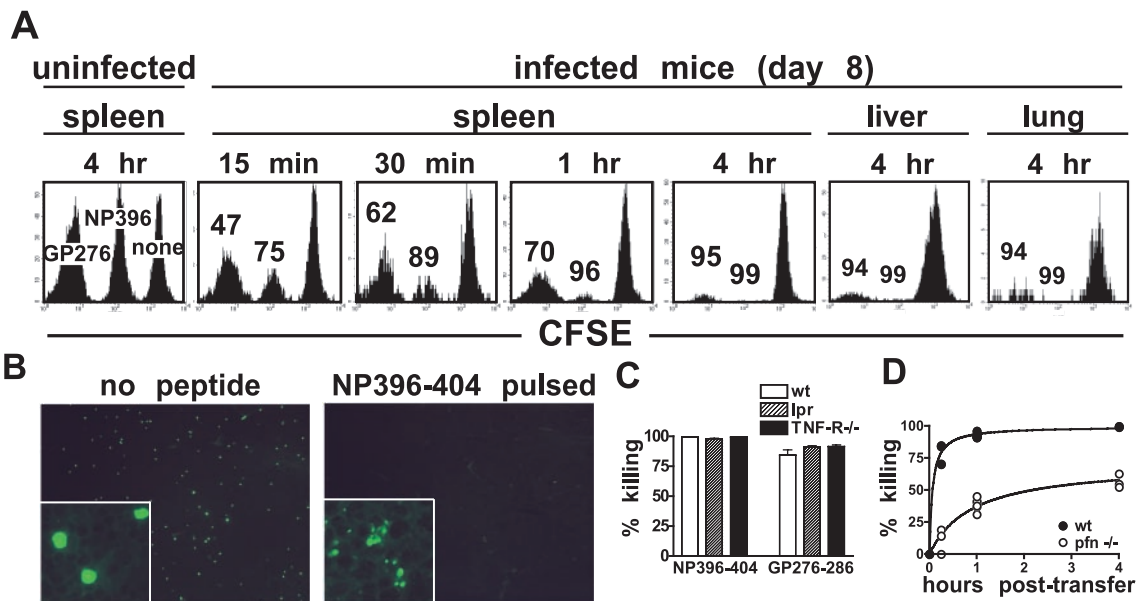 A
uninfected
infected mice (day 8)
spleen
spleen
liver
lung
4 hr
15 min
30 min
1 hr
4 hr
4 hr
4 hr
GP276
NP396
none
47
75
62
89
70
96
95
99
94
99
94
99
CFSE
B
no peptide
NP396-404 pulsed
C
wt
lpr
TNF-R-/-
% killing
100
75
50
25
0
NP396-404
GP276-286
D
% killing
100
75
50
25
0
wt
pfn -/-
0
1
2
3
4
hours post-transfer